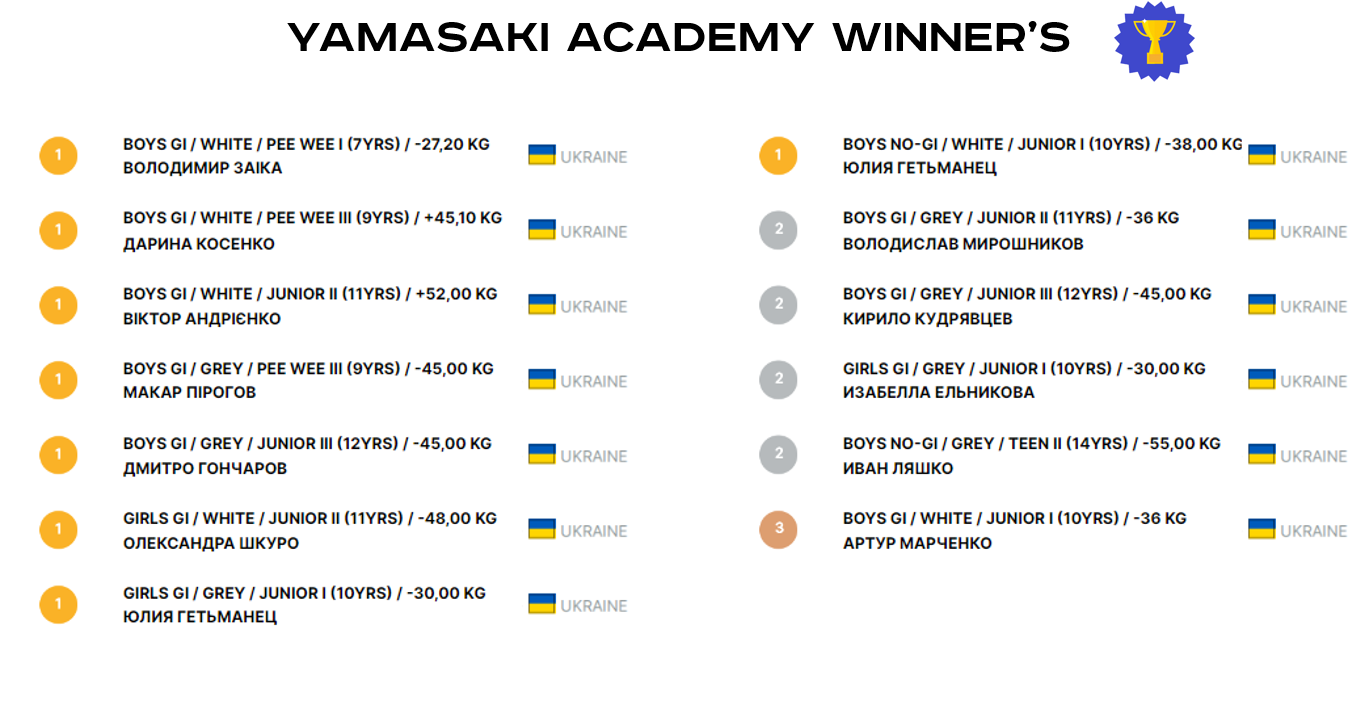 YAMASAKI ACADEMY WINNER'S
1
BOYS GI / WHITE / PEE WEE I (7YRS) / -27,20 KG
ВОЛОДИМИР ЗАІКА
UKRAINE
1
BOYS GI / WHITE / PEE WEE III (9YRS) / +45,10 KG
ДАРИНА КОСЕНКО
UKRAINE
1
BOYS GI / WHITE / JUNIOR II (11YRS) / +52,00 KG
ВІКТОР АНДРІЄНКО
UKRAINE
1
BOYS GI / GREY / PEE WEE III (9YRS) / -45,00 KG
МАКАР ПІРОГОВ
UKRAINE
1
BOYS GI / GREY / JUNIOR III (12YRS) / -45,00 KG
ДМИТРО ГОНЧАРОВ
UKRAINE
1
GIRLS GI / WHITE / JUNIOR II (11YRS) / -48,00 KG
ОЛЕКСАНДРА ШКУРО
UKRAINE
1
GIRLS GI / GREY / JUNIOR I (10YRS) / -30,00 KG
ЮЛИЯ ГЕТЬМАНЕЦ
UKRAINE
1
BOYS NO-GI / WHITE / JUNIOR I (10YRS) / -38,00 KG
ЮЛИЯ ГЕТЬМАНЕЦ
UKRAINE
2
BOYS GI / GREY / JUNIOR II (11YRS) / -36 KG
ВОЛОДИСЛАВ МИРОШНИКОВ
UKRAINE
2
BOYS GI / GREY / JUNIOR III (12YRS) / -45,00 KG
КИРИЛО КУДРЯВЦЕВ
UKRAINE
2
GIRLS GI / GREY / JUNIOR I (10YRS) / -30,00 KG
ИЗАБЕЛЛА ЕЛЬНИКОВА
UKRAINE
2
BOYS NO-GI / GREY / TEEN II (14YRS) / -55,00 KG
ИВАН ЛЯШКО
UKRAINE
3
BOYS GI / WHITE / JUNIOR I (10YRS) / -36 KG
АРТУР МАРЧЕНКО
UKRAINE